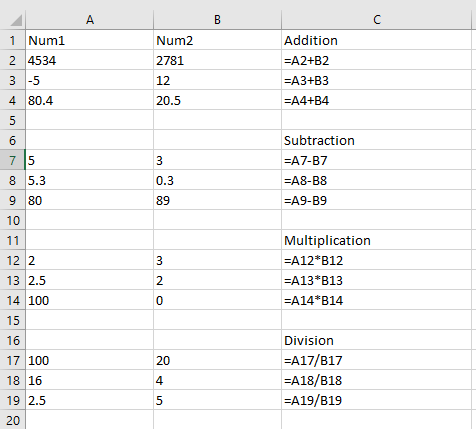 A B C
1 Num1 Num2 Addition
2 4534 2781 =A2+B2
3 -5 12 =A3+B3
4 80.4 20.5 =A4+B4
5
6 Subtraction
7 5 3 =A7-B7
8 5.3 0.3 =A8-B8
9 80 89 =A9-B9
10
11 Multiplication
12 2 3 =A12*B12
13 2.5 2 =A13*B13
14 100 0 =A14*B14
15
16 Division
17 100 20 =A17/B17
18 16 4 =A18/B18
19 2.5 5 =A19/B19
20